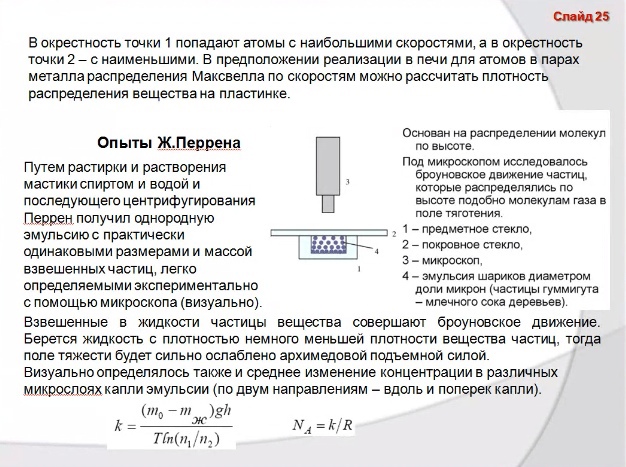 Слайд 25
В окрестность точки 1 попадают атомы с наибольшими скоростями, а в окрестность
точки 2 – с наименьшими. В предположении реализации в печи для атомов в парах
металла распределения Максвелла по скоростям можно рассчитать плотность
распределения вещества на пластинке.
Опыты Ж.Перрена
Путем растирки и растворения
мастики спиртом и водой и
последующего центрифугирования
Перрен получил однородную
эмульсию с практически
одинаковыми размерами и массой
взвешенных частиц, легко
определяемыми экспериментально
с помощью микроскопа (визуально).
3
2
4
1
Основан на распределении молекул
по высоте.
Под микроскопом исследовалось
броуновское движение частиц,
которые распределялись по
высоте подобно молекулам газа в
поле тяготения.
1 – предметное стекло,
2 – покровное стекло,
3 – микроскоп,
4 – эмульсия шариков диаметром
доли микрон (частицы гуммигута
– млечного сока деревьев).
Взвешенные в жидкости частицы вещества совершают броуновское движение.
Берется жидкость с плотностью немного меньшей плотности вещества частиц, тогда
поле тяжести будет сильно ослаблено архимедовой подъемной силой.
Визуально определялось также и среднее изменение концентрации в различных
микрослоях капли эмульсии (по двум направлениям – вдоль и поперек капли).
k = (m₀ − m_ж)gh / Tln(n₁/n₂)
N_A = k/R